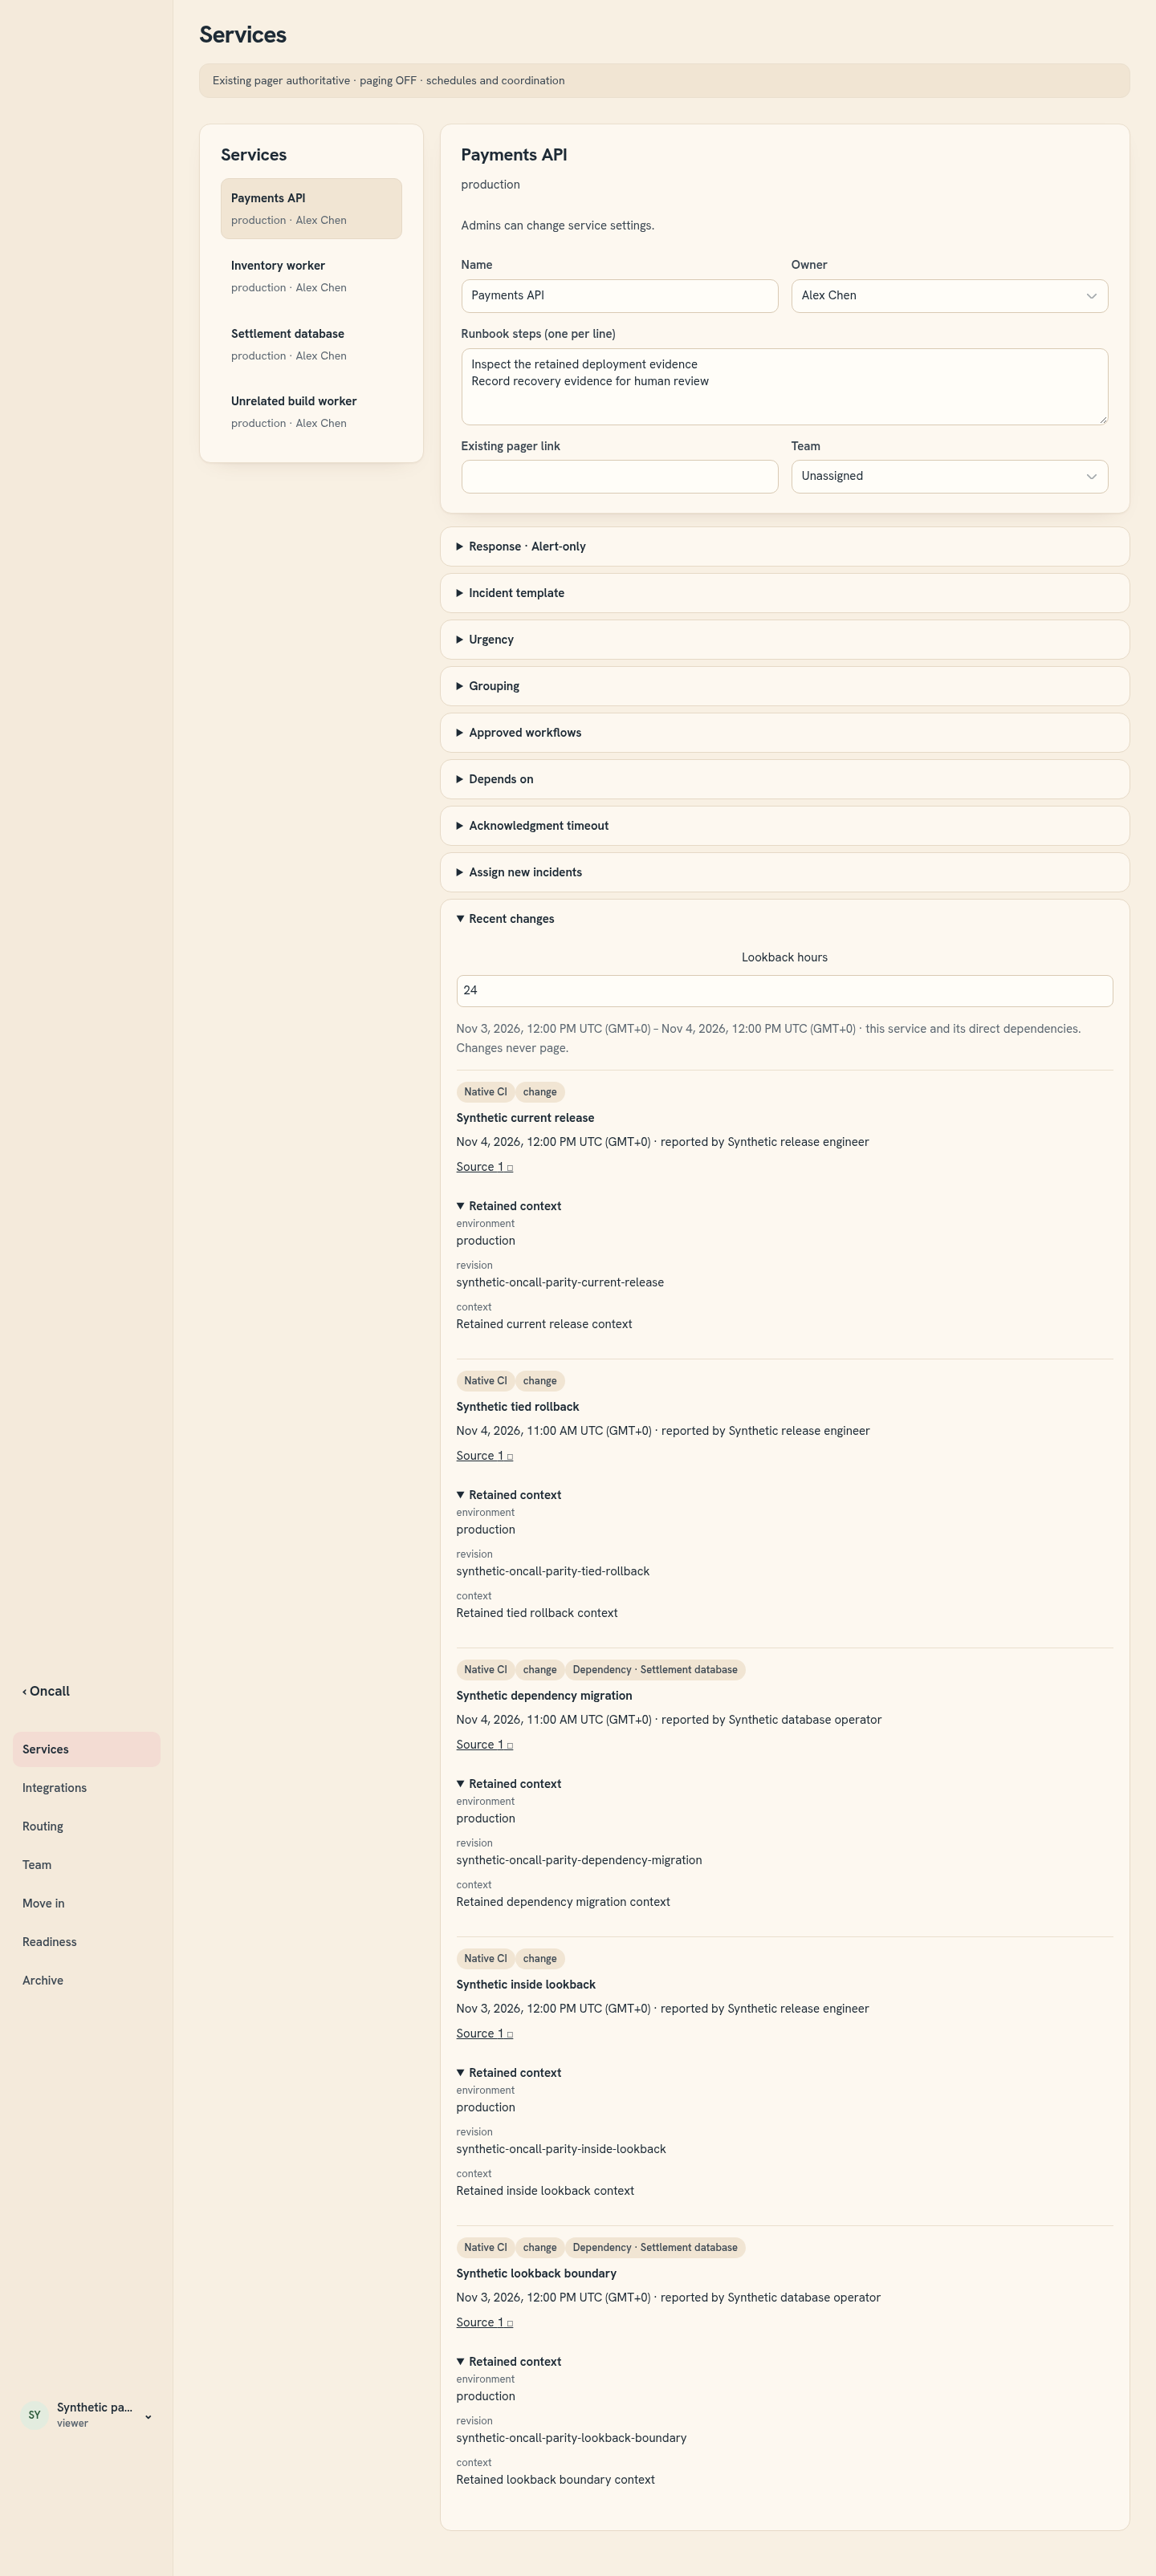 Services
Existing pager authoritative · paging OFF · schedules and coordination
Services
Payments API
production · Alex Chen
Inventory worker
production · Alex Chen
Settlement database
production · Alex Chen
Unrelated build worker
production · Alex Chen
Payments API
production
Admins can change service settings.
Name
Owner
Payments API
Alex Chen
Runbook steps (one per line)
Inspect the retained deployment evidence
Record recovery evidence for human review
Existing pager link
Team
Unassigned
Response · Alert-only
Incident template
Urgency
Grouping
Approved workflows
Depends on
Acknowledgment timeout
Assign new incidents
Recent changes
Lookback hours
24
Nov 3, 2026, 12:00 PM UTC (GMT+0) – Nov 4, 2026, 12:00 PM UTC (GMT+0) · this service and its direct dependencies.
Changes never page.
Native CI change
Synthetic current release
Nov 4, 2026, 12:00 PM UTC (GMT+0) · reported by Synthetic release engineer
Source 1
Retained context
environment
production
revision
synthetic-oncall-parity-current-release
context
Retained current release context
Native CI change
Synthetic tied rollback
Nov 4, 2026, 11:00 AM UTC (GMT+0) · reported by Synthetic release engineer
Source 1
Retained context
environment
production
revision
synthetic-oncall-parity-tied-rollback
context
Retained tied rollback context
Native CI change Dependency · Settlement database
Synthetic dependency migration
Nov 4, 2026, 11:00 AM UTC (GMT+0) · reported by Synthetic database operator
Source 1
Retained context
environment
production
revision
synthetic-oncall-parity-dependency-migration
context
Retained dependency migration context
Native CI change
Synthetic inside lookback
Nov 3, 2026, 12:00 PM UTC (GMT+0) · reported by Synthetic release engineer
Source 1
Retained context
environment
production
revision
synthetic-oncall-parity-inside-lookback
context
Retained inside lookback context
Native CI change Dependency · Settlement database
Synthetic lookback boundary
Nov 3, 2026, 12:00 PM UTC (GMT+0) · reported by Synthetic database operator
Source 1
Retained context
environment
production
revision
synthetic-oncall-parity-lookback-boundary
context
Retained lookback boundary context
‹ Oncall
Services
Integrations
Routing
Team
Move in
Readiness
Archive
SY
Synthetic pa...
viewer